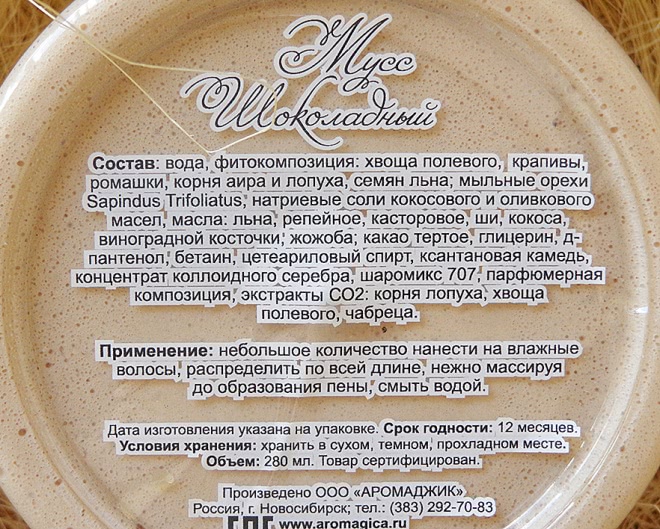 Мусс
Шоколадный
Состав: вода, фитокомпозиция: хвоща полевого, крапивы,
ромашки, корня аира и лопуха, семян льна; мыльные орехи
Sapindus Trifoliatus, натриевые соли кокосового и оливкового
масел, масла: льна, репейное, касторовое, ши, кокоса,
виноградной косточки, жожоба; какао тертое, глицерин, д-
пантенол, бетаин, цетеариловый спирт, ксантановая камедь,
концентрат коллоидного серебра, шаромикс 707, парфюмерная
композиция, экстракты СО2: корня лопуха, хвоща
полевого, чабреца.
Применение: небольшое количество нанести на влажные
волосы, распределить по всей длине, нежно массируя
до образования пены, смыть водой.
Дата изготовления указана на упаковке. Срок годности: 12 месяцев.
Условия хранения: хранить в сухом, темном, прохладном месте.
Объем: 280 мл. Товар сертифицирован.
Произведено ООО «АРОМАДЖИК»
Россия, г. Новосибирск; тел.: (383) 292-70-83
www.aromagica.ru